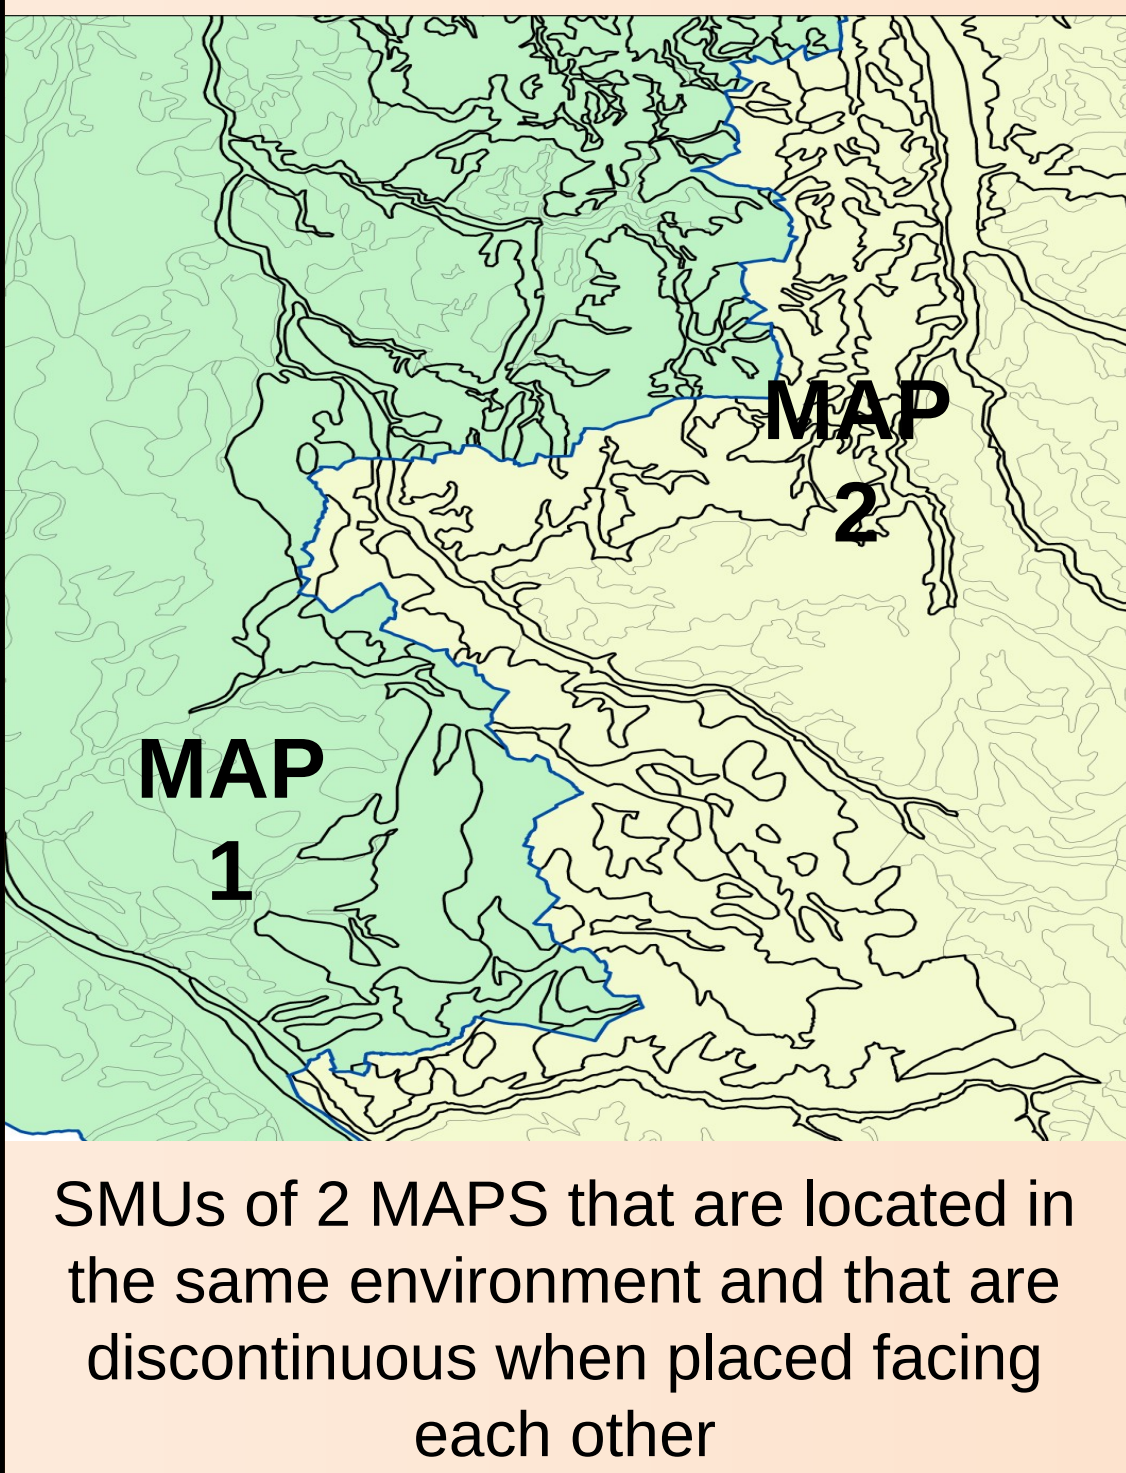 MAP
2
MAP
1
SMUs of 2 MAPS that are located in
the same environment and that are
discontinuous when placed facing
each other